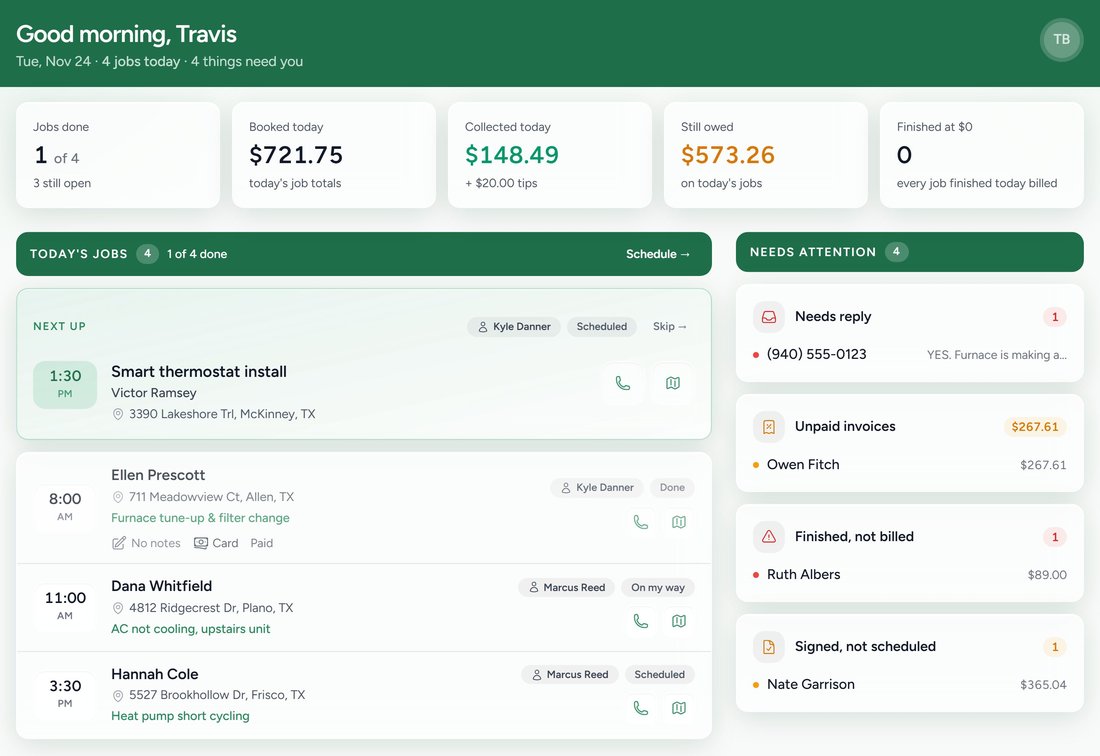 Good morning, Travis
Tue, Nov 24 · 4 jobs today · 4 things need you
TB
Jobs done
1 of 4
3 still open
Booked today
$721.75
today's job totals
Collected today
$148.49
+ $20.00 tips
Still owed
$573.26
on today's jobs
Finished at $0
0
every job finished today billed
TODAY'S JOBS 4 1 of 4 done Schedule →
NEXT UP Kyle Danner Scheduled Skip →
1:30 PM
Smart thermostat install
Victor Ramsey
3390 Lakeshore Trl, McKinney, TX
8:00 AM
Ellen Prescott
Kyle Danner Done
711 Meadowview Ct, Allen, TX
Furnace tune-up & filter change
No notes Card Paid
11:00 AM
Dana Whitfield
Marcus Reed On my way
4812 Ridgecrest Dr, Plano, TX
AC not cooling, upstairs unit
3:30 PM
Hannah Cole
Marcus Reed Scheduled
5527 Brookhollow Dr, Frisco, TX
Heat pump short cycling
NEEDS ATTENTION 4
Needs reply 1
(940) 555-0123 YES. Furnace is making a...
Unpaid invoices $267.61
Owen Fitch $267.61
Finished, not billed 1
Ruth Albers $89.00
Signed, not scheduled 1
Nate Garrison $365.04